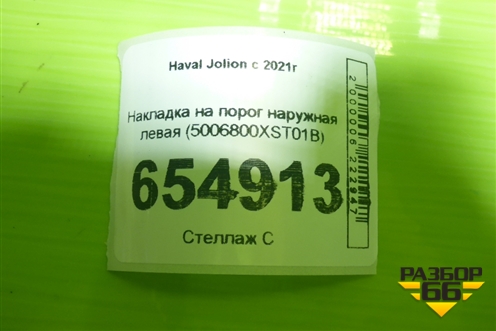 Haval Jolion с 2021г
Накладка на порог наружная
левая (5006800XST01B)
654913
Стеллаж С
2000006222947
РАЗБОР
66